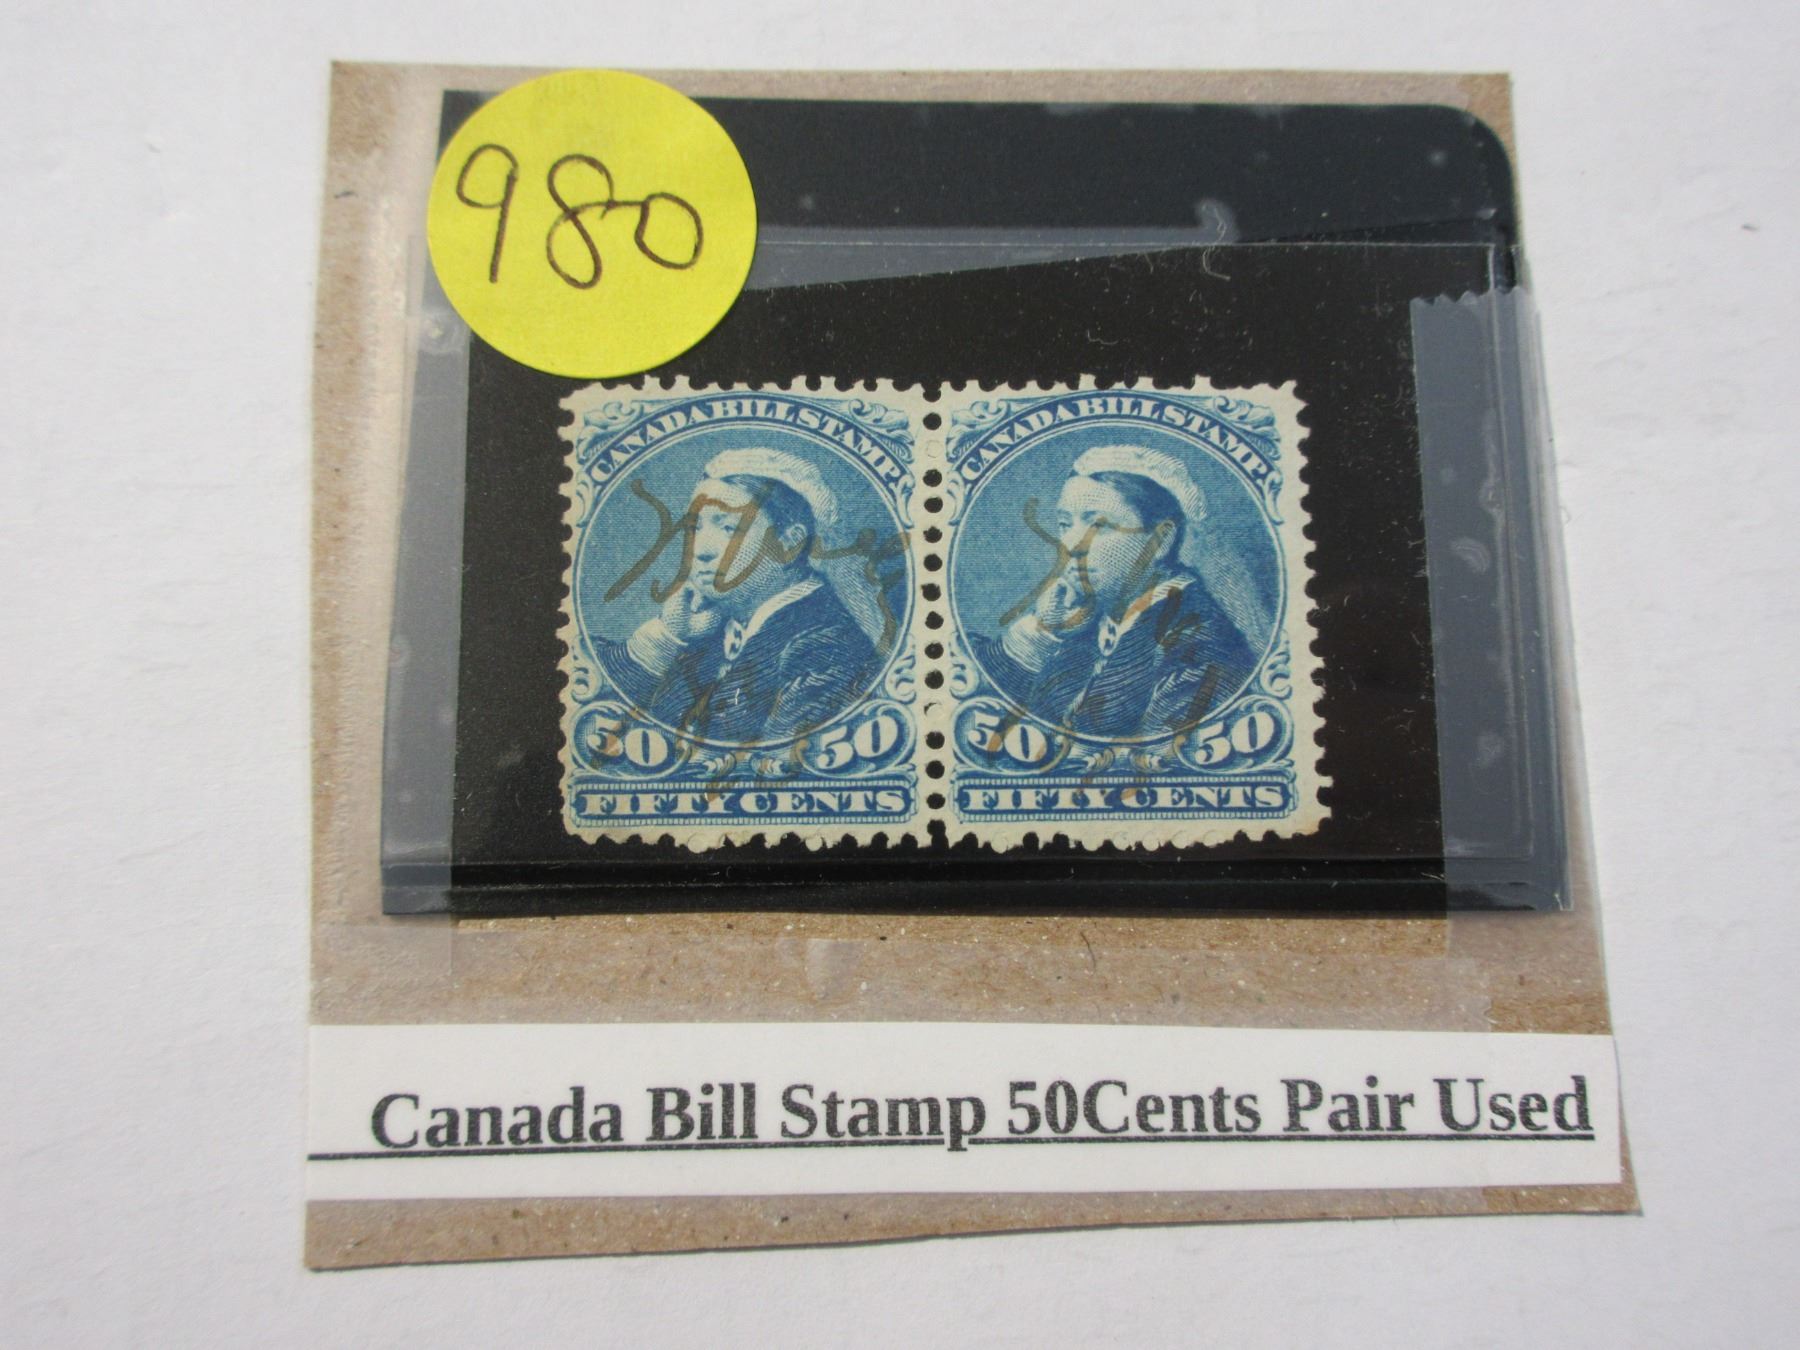 980
CANADA BILL STAMP
CANADA BILL STAMP
50 50
50 50
FIFTY CENTS
FIFTY CENTS
Canada Bill Stamp 50Cents Pair Used